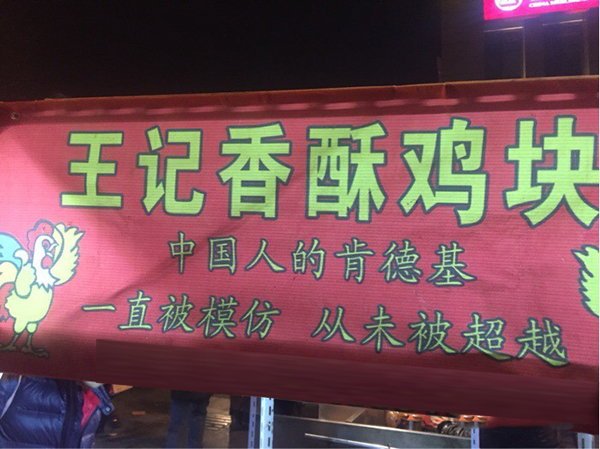 王记香酥鸡块
中国人的肯德基
一直被模仿 从未被超越